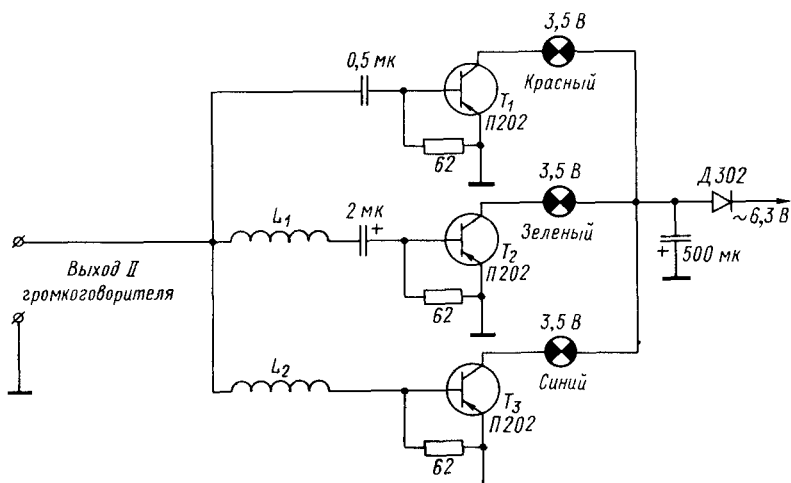 3,5 В
0,5 мк
Красный
T1
П202
62
3,5 В
Д 302
L1
2 мк
+
T2
Зеленый
~6,3 В
П202
+
500 мк
Выход II
громкоговорителя
62
3,5 В
L2
Синий
T3
П202
62